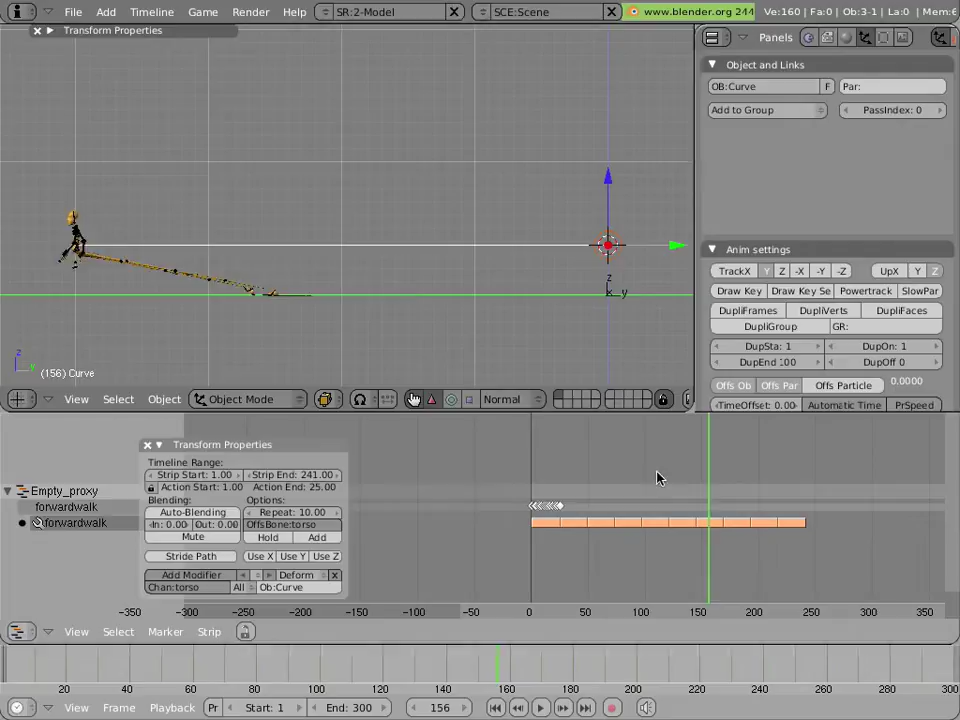 Add Timeline Game Render Help SR:2-Model SCE:Scene www.blender.org 244 Ve:160 | Fa:0 | Ob:3-1 | La:0 | Mem:6
Transform Properties
Panels
Object and Links
OB:Curve F Par:
Add to Group PassIndex: 0
Anim settings
TrackX Y Z -X -Y -Z UpX Y Z
Draw Key Draw Key Se Powertrack SlowPar
DupliFrames DupliVerts DupliFaces
DupliGroup GR:
DupSta: 1 DupOn: 1
DupEnd 100 DupOff 0
Offs Ob Offs Par Offs Particle 0.0000
TimeOffset: 0.00 Automatic Time PrSpeed
z
x y
z
y
(156) Curve
View Select Object Object Mode Normal
Transform Properties
Timeline Range:
Strip Start: 1.00 Strip End: 241.00
Action Start: 1.00 Action End: 25.00
Blending: Options:
Auto-Blending Repeat: 10.00
In: 0.00 Out: 0.00 OffsBone:torso
Mute Hold Add
Stride Path Use X Use Y Use Z
Add Modifier Deform x
Chan:torso All Ob:Curve
Empty_proxy
forwardwalk
forwardwalk
−350 −300 −250 −200 −150 −100 −50 0 50 100 150 200 250 300 350
View Select Marker Strip
20 40 60 80 100 120 140 160 180 200 220 240 260 280 300
View Frame Playback Pr Start: 1 End: 300 156